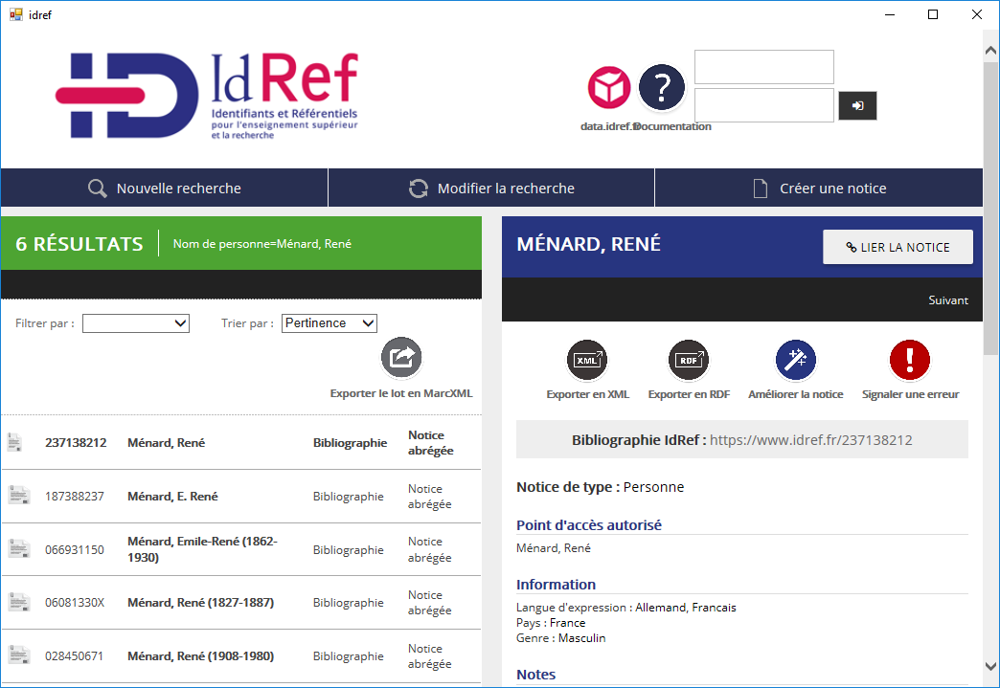 idref
Id Ref
Identifiants et Référentiels
pour l'enseignement supérieur
et la recherche
data.idref.fr
Documentation
Nouvelle recherche
Modifier la recherche
Créer une notice
6 RÉSULTATS
Nom de personne=Ménard, René
Filtrer par :
Trier par : Pertinence
Exporter le lot en MarcXML
237138212 Ménard, René Bibliographie Notice
abrégée
187388237 Ménard, E. René Bibliographie Notice
abrégée
066931150 Ménard, Emile-René (1862-
1930) Bibliographie Notice
abrégée
06081330X Ménard, René (1827-1887) Bibliographie Notice
abrégée
028450671 Ménard, René (1908-1980) Bibliographie Notice
abrégée
MÉNARD, RENÉ
LIER LA NOTICE
Suivant
XML
RDF
Exporter en XML
Exporter en RDF
Améliorer la notice
Signaler une erreur
Bibliographie IdRef : https://www.idref.fr/237138212
Notice de type : Personne
Point d'accès autorisé
Ménard, René
Information
Langue d'expression : Allemand, Francais
Pays : France
Genre : Masculin
Notes